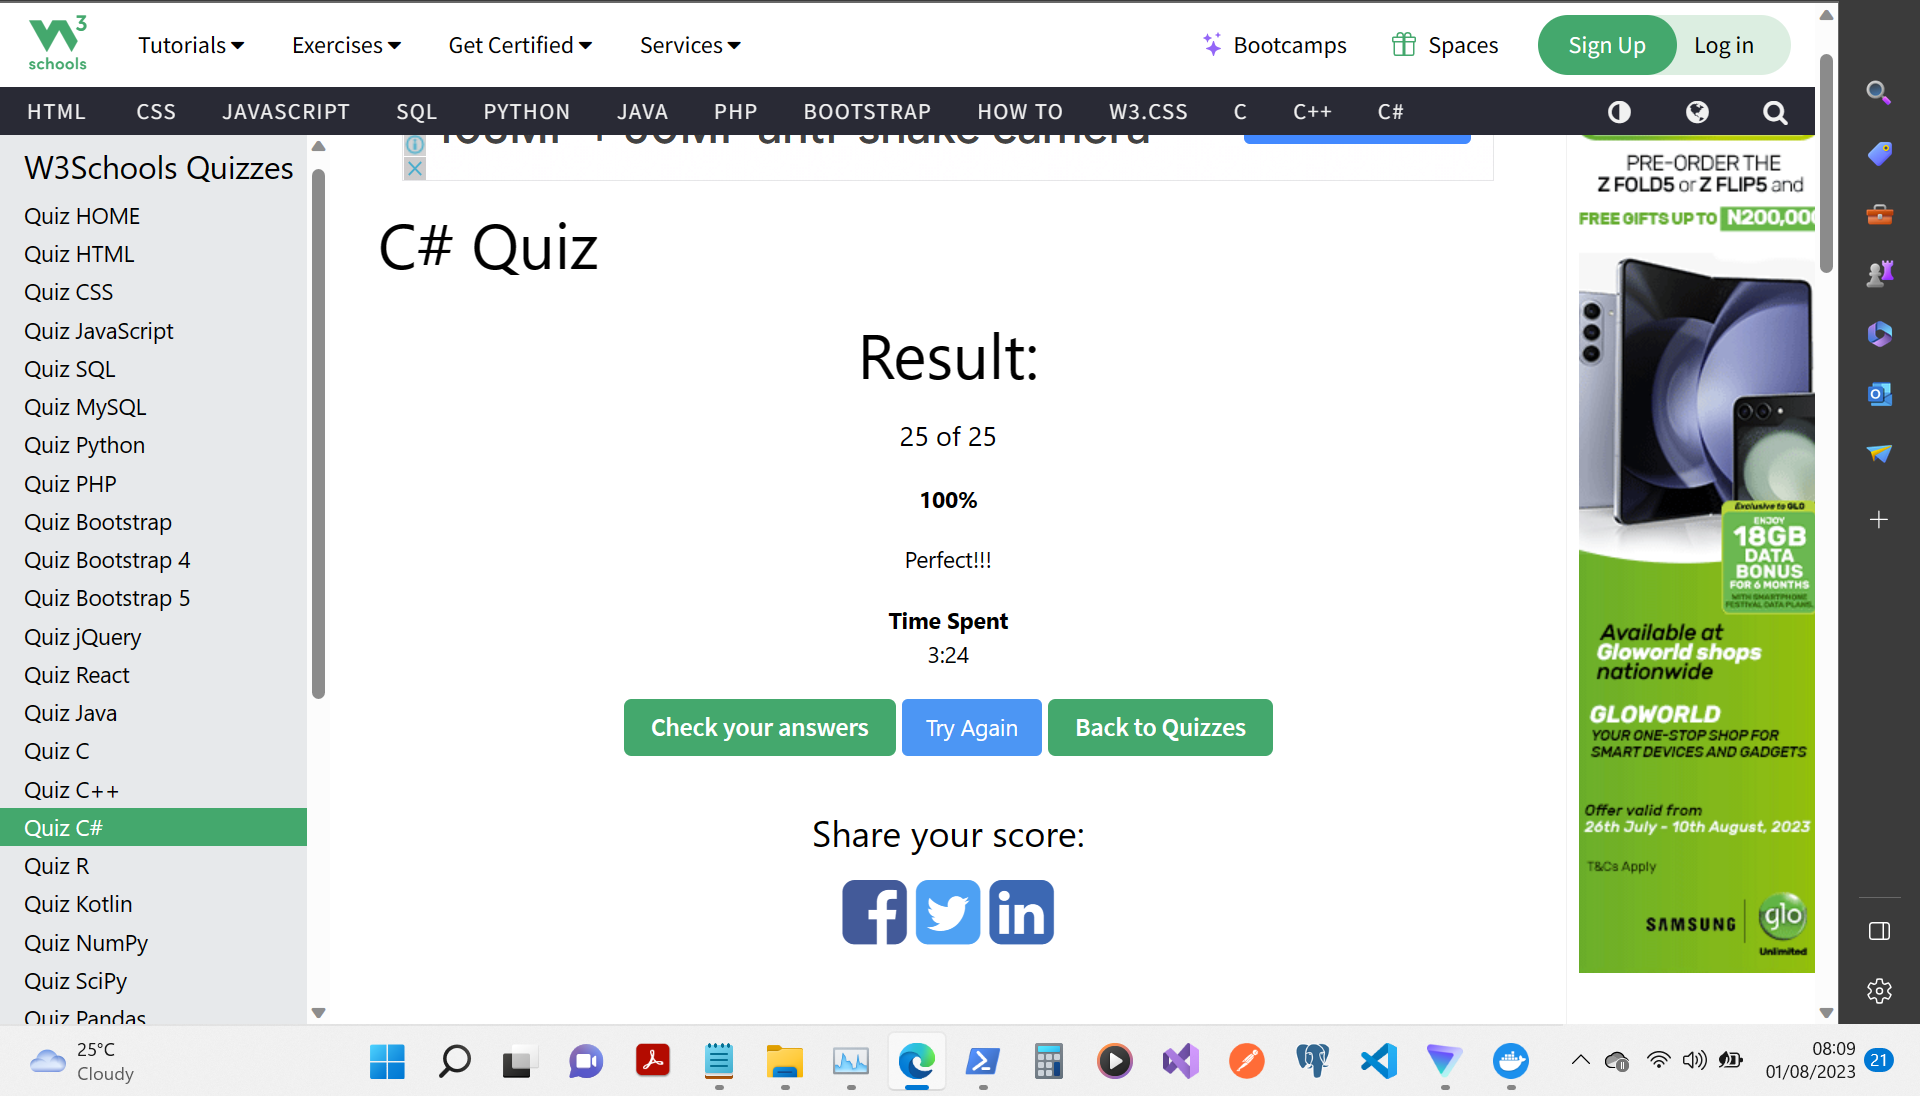 W3 schools
Tutorials
Exercises
Get Certified
Services
Bootcamps
Spaces
Sign Up
Log in
HTML
CSS
JAVASCRIPT
SQL
PYTHON
JAVA
PHP
BOOTSTRAP
HOW TO
W3.CSS
C
C++
C#
W3Schools Quizzes
Quiz HOME
Quiz HTML
Quiz CSS
Quiz JavaScript
Quiz SQL
Quiz MySQL
Quiz Python
Quiz PHP
Quiz Bootstrap
Quiz Bootstrap 4
Quiz Bootstrap 5
Quiz jQuery
Quiz React
Quiz Java
Quiz C
Quiz C++
Quiz C#
Quiz R
Quiz Kotlin
Quiz NumPy
Quiz SciPy
Quiz Pandas
anti-shake camera
C# Quiz
Result:
25 of 25
100%
Perfect!!!
Time Spent
3:24
Check your answers
Try Again
Back to Quizzes
Share your score:
PRE-ORDER THE
Z FOLD5 or Z FLIP5 and
FREE GIFTS UP TO N200,000
Exclusive to GLO
ENJOY
18GB
DATA
BONUS
FOR 6 MONTHS
WITH SMARTPHONE
FESTIVAL DATA PLANS.
Available at
Gloworld shops
nationwide
GLOWORLD
YOUR ONE-STOP SHOP FOR
SMART DEVICES AND GADGETS
Offer valid from
26th July - 10th August, 2023
T&Cs Apply
SAMSUNG
glo
Unlimited
25°C
Cloudy
08:09
01/08/2023
21